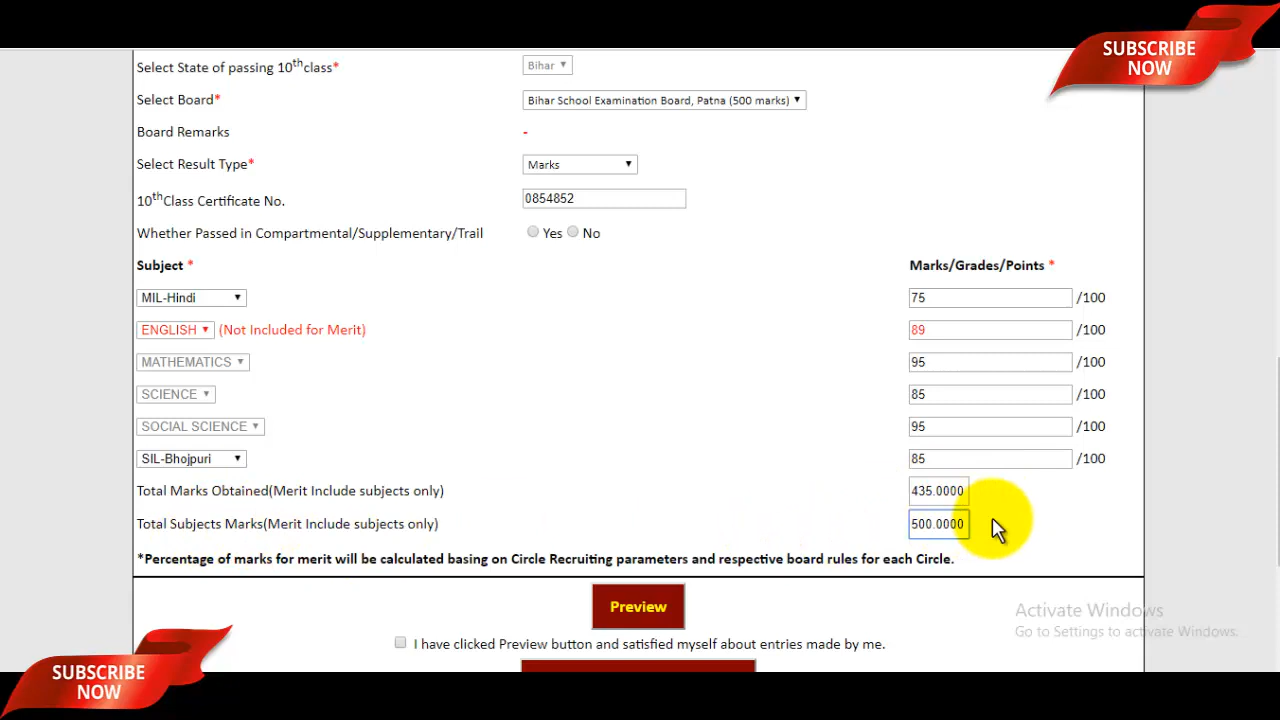 SUBSCRIBE
NOW
Select State of passing 10thclass* Bihar
Select Board* Bihar School Examination Board, Patna (500 marks)
Board Remarks -
Select Result Type* Marks
10thClass Certificate No. 0854852
Whether Passed in Compartmental/Supplementary/Trail Yes No
Subject * Marks/Grades/Points *
MIL-Hindi 75 /100
ENGLISH (Not Included for Merit) 89 /100
MATHEMATICS 95 /100
SCIENCE 85 /100
SOCIAL SCIENCE 95 /100
SIL-Bhojpuri 85 /100
Total Marks Obtained(Merit Include subjects only) 435.0000
Total Subjects Marks(Merit Include subjects only) 500.0000
*Percentage of marks for merit will be calculated basing on Circle Recruiting parameters and respective board rules for each Circle.
Preview
Activate Windows
Go to Settings to activate Windows.
I have clicked Preview button and satisfied myself about entries made by me.
SUBSCRIBE
NOW